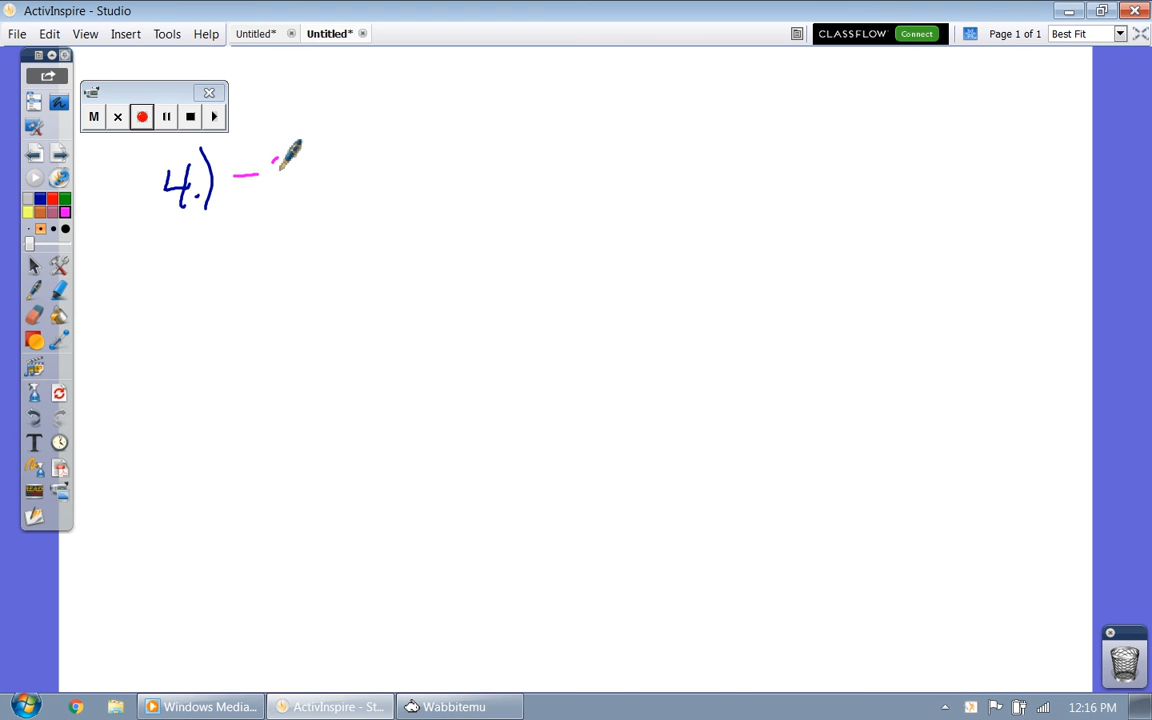 ActivInspire - Studio
File Edit View Insert Tools Help Untitled* Untitled* CLASSFLOW Connect Page 1 of 1 Best Fit
M
4.) -
T
Windows Media... ActivInspire - St... Wabbitemu 12:16 PM